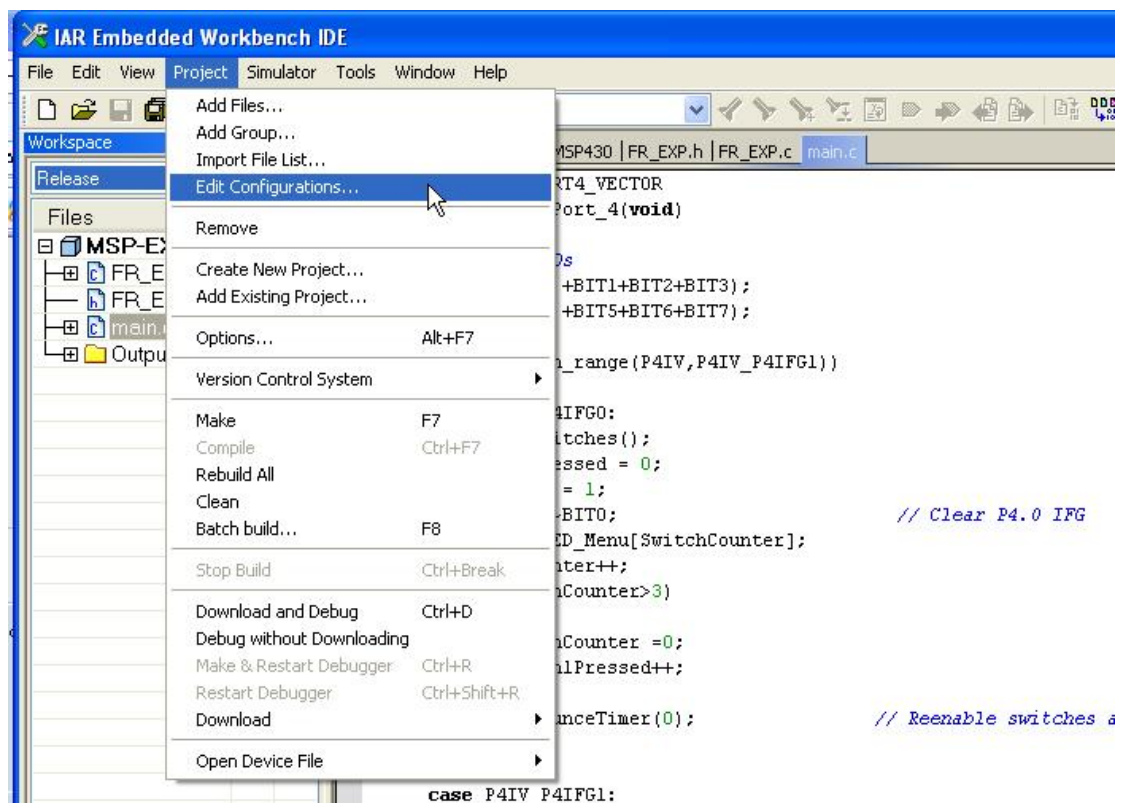 IAR Embedded Workbench IDE
File Edit View Project Simulator Tools Window Help
Workspace
Release
Files
MSP-EX
FR_E
FR_E
main.
Outpu
Add Files...
Add Group...
Import File List...
Edit Configurations...
Remove
Create New Project...
Add Existing Project...
Options... Alt+F7
Version Control System
Make F7
Compile Ctrl+F7
Rebuild All
Clean
Batch build... F8
Stop Build Ctrl+Break
Download and Debug Ctrl+D
Debug without Downloading
Make & Restart Debugger Ctrl+R
Restart Debugger Ctrl+Shift+R
Download
Open Device File
MSP430 | FR_EXP.h | FR_EXP.c main.c
RT4_VECTOR
Port_4(void)
Ds
+BIT1+BIT2+BIT3);
+BIT5+BIT6+BIT7);
_range(P4IV,P4IV_P4IFG1))
4IFG0:
itches();
essed = 0;
= 1;
BIT0; // Clear P4.0 IFG
ED_Menu[SwitchCounter];
nter++;
hCounter>3)
hCounter =0;
hlPressed++;
unceTimer(0); // Reenable switches a
case P4IV_P4IFG1: